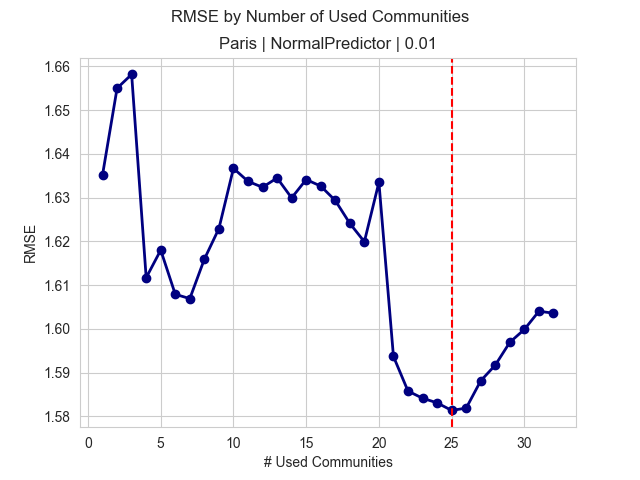 RMSE by Number of Used Communities
Paris | NormalPredictor | 0.01
1.66
1.65
1.64
1.63
1.62
1.61
1.60
1.59
1.58
RMSE
0 5 10 15 20 25 30
# Used Communities